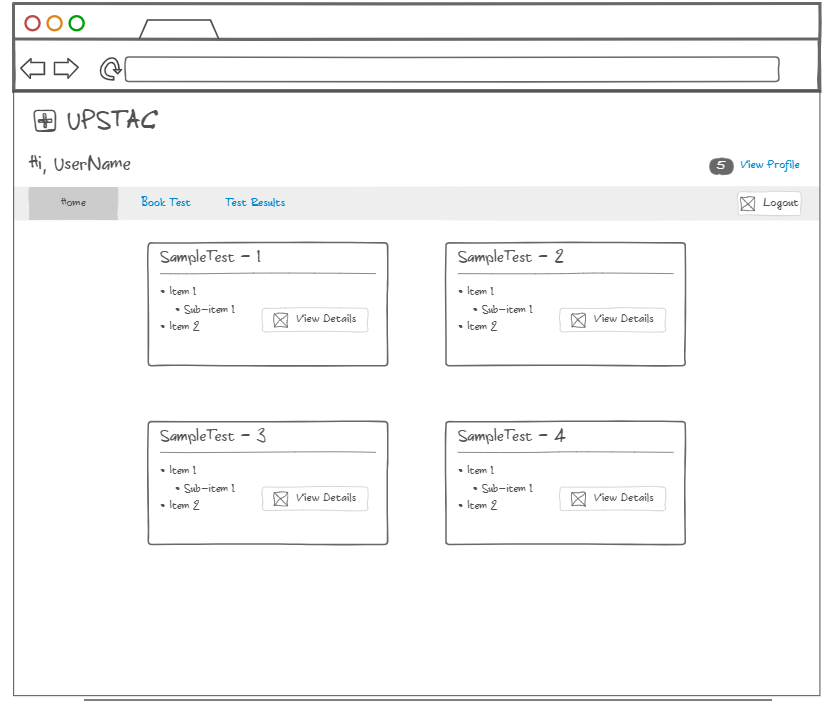 UPSTAC
Hi, UserName
5 View Profile
Home Book Test Test Results Logout
SampleTest - 1
• Item 1
• Sub-item 1
• Item 2
View Details
SampleTest - 2
• Item 1
• Sub-item 1
• Item 2
View Details
SampleTest - 3
• Item 1
• Sub-item 1
• Item 2
View Details
SampleTest - 4
• Item 1
• Sub-item 1
• Item 2
View Details